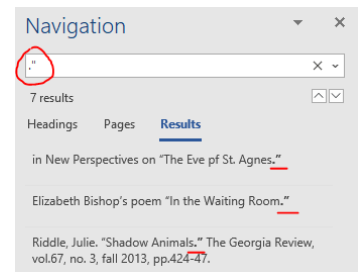 Navigation
."
7 results
Headings Pages Results
in New Perspectives on “The Eve pf St. Agnes.”
Elizabeth Bishop's poem “In the Waiting Room.”
Riddle, Julie. “Shadow Animals.” The Georgia Review,
vol.67, no. 3, fall 2013, pp.424-47.